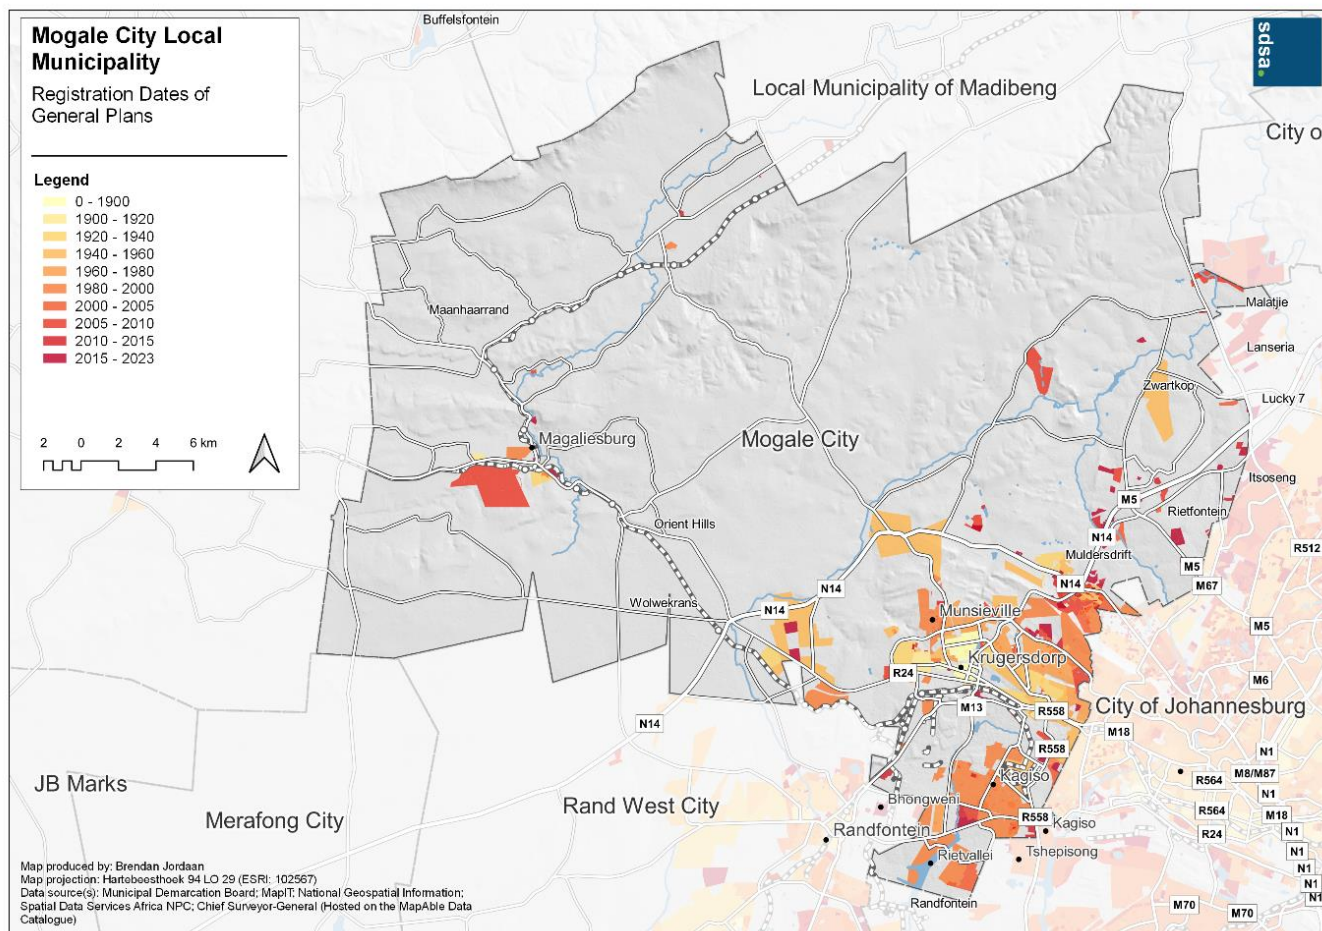 Mogale City Local
Municipality
Registration Dates of
General Plans
Legend
0 - 1900
1900 - 1920
1920 - 1940
1940 - 1960
1960 - 1980
1980 - 2000
2000 - 2005
2005 - 2010
2010 - 2015
2015 - 2023
2 0 2 4 6 km
Buffelsfontein
sdsa.
Local Municipality of Madibeng
City o
Malatjie
Maanhaarrand
Lanseria
Zwartkop
Lucky 7
Magaliesburg
Mogale City
Itsoseng
M5
Rietfontein
Orient Hills
N14
R512
Muldersdrift
M5
N14
M67
N14
Wolwekrans
N14
Munsieville
M5
Krugersdorp
R24
M6
M13
R558
City of Johannesburg
N14
M18
R558
N1
Kagiso
R564
M8/M87
JB Marks
N1
Rand West City
Bhongweni
R564
M18
Merafong City
R558
Kagiso
Randfontein
R24
N1
N1
Rietvallei
Tshepisong
N1
N1
Randfontein
M70
M70
Map produced by: Brendan Jordaan
Map projection: Hartebeesthoek 94 LO 29 (ESRI: 102567)
Data source(s): Municipal Demarcation Board; MapIT: National Geospatial Information;
Spatial Data Services Africa NPC; Chief Surveyor-General (Hosted on the MapAble Data
Catalogue)